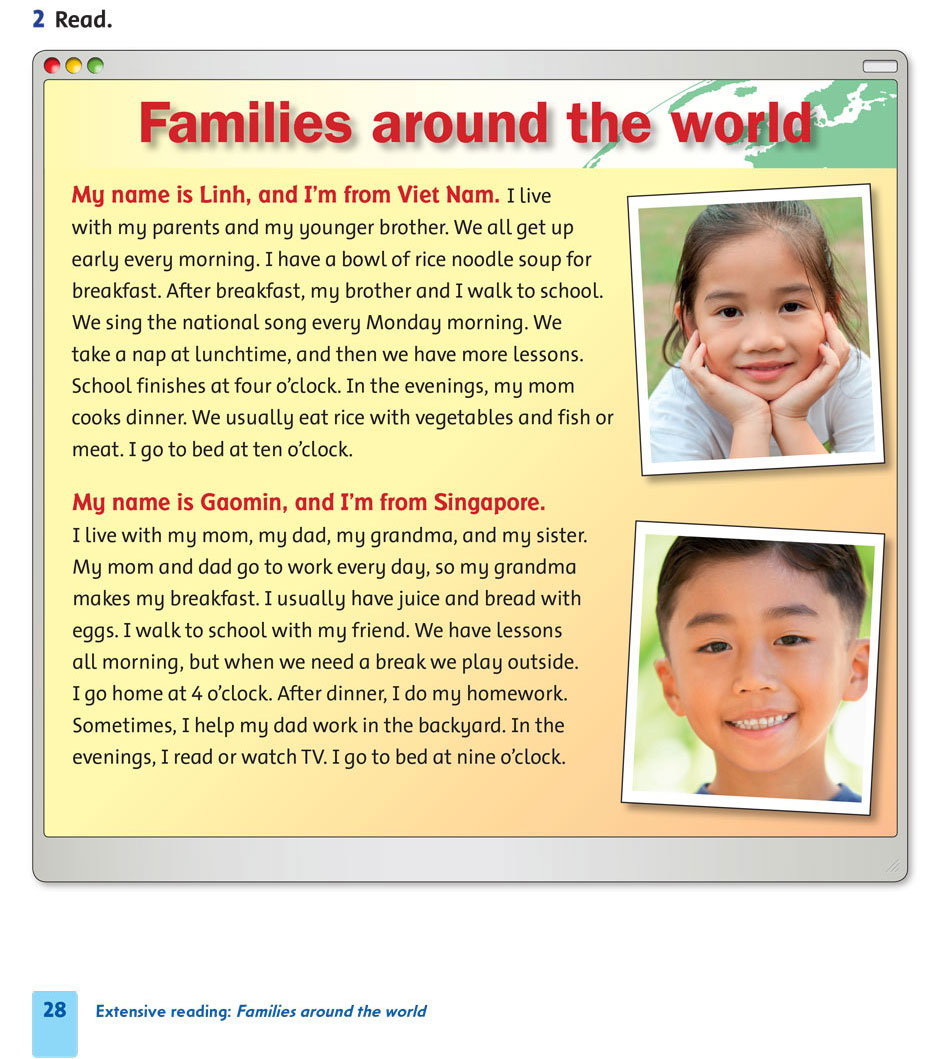 2 Read.
Families around the world
My name is Linh, and I'm from Viet Nam. I live
with my parents and my younger brother. We all get up
early every morning. I have a bowl of rice noodle soup for
breakfast. After breakfast, my brother and I walk to school.
We sing the national song every Monday morning. We
take a nap at lunchtime, and then we have more lessons.
School finishes at four o'clock. In the evenings, my mom
cooks dinner. We usually eat rice with vegetables and fish or
meat. I go to bed at ten o'clock.
My name is Gaomin, and I'm from Singapore.
I live with my mom, my dad, my grandma, and my sister.
My mom and dad go to work every day, so my grandma
makes my breakfast. I usually have juice and bread with
eggs. I walk to school with my friend. We have lessons
all morning, but when we need a break we play outside.
I go home at 4 o'clock. After dinner, I do my homework.
Sometimes, I help my dad work in the backyard. In the
evenings, I read or watch TV. I go to bed at nine o'clock.
28 Extensive reading: Families around the world